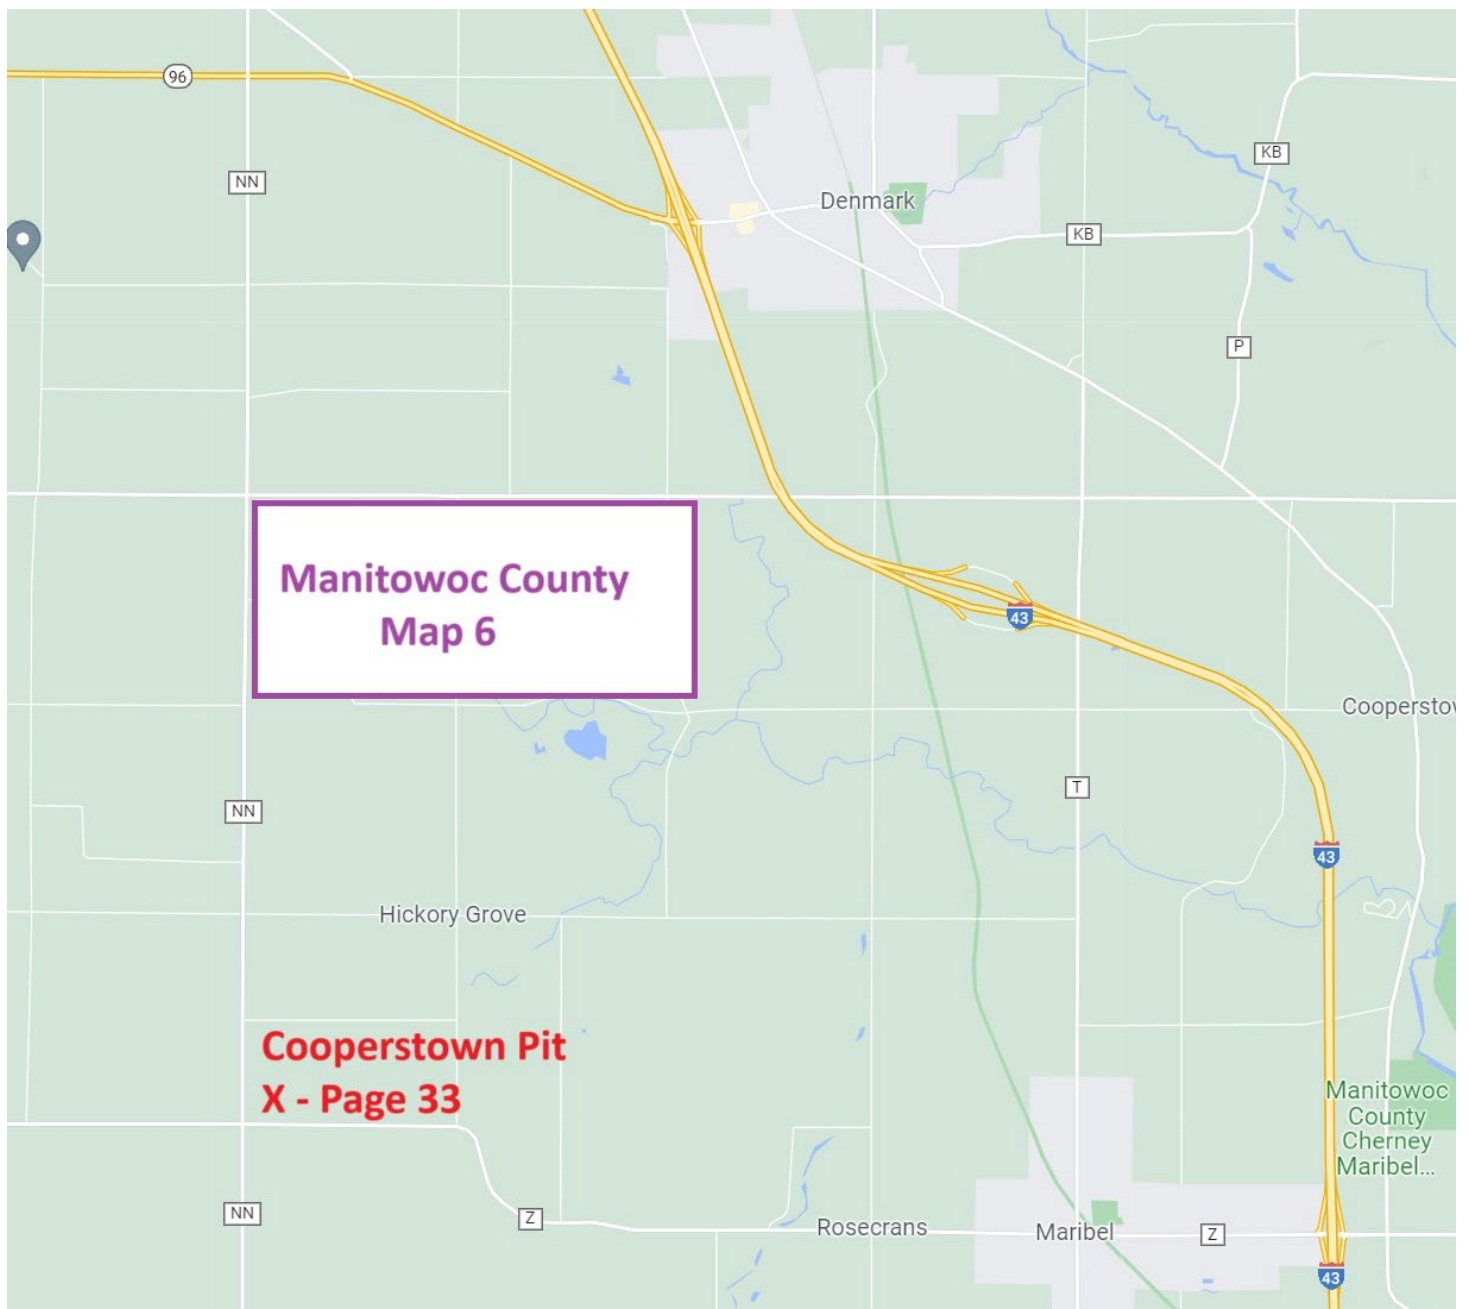 96
NN
KB
Denmark
KB
P
Manitowoc County
Map 6
43
Cooperstow
T
NN
43
Hickory Grove
Cooperstown Pit
X - Page 33
Manitowoc
County
Cherney
Maribel...
NN
Z
Rosecrans
Maribel
Z
43